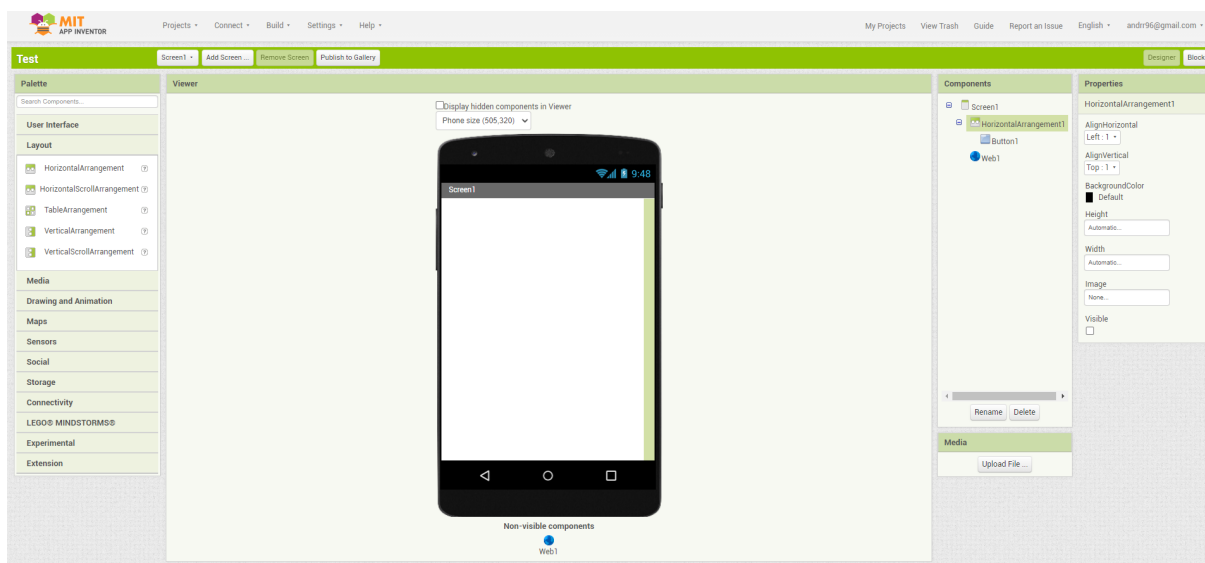 MIT
APP INVENTOR
Projects Connect Build Settings Help
My Projects View Trash Guide Report an Issue English andrr96@gmail.com
Test
Screen1 Add Screen ... Remove Screen Publish to Gallery
Designer Block
Palette
Search Components...
User Interface
Layout
HorizontalArrangement ?
HorizontalScrollArrangement ?
TableArrangement ?
VerticalArrangement ?
VerticalScrollArrangement ?
Media
Drawing and Animation
Maps
Sensors
Social
Storage
Connectivity
LEGO® MINDSTORMS®
Experimental
Extension
Viewer
Display hidden components in Viewer
Phone size (505,320)
9:48
Screen1
Non-visible components
Web1
Components
Screen1
HorizontalArrangement1
Button1
Web1
Rename Delete
Media
Upload File ...
Properties
HorizontalArrangement1
AlignHorizontal
Left : 1
AlignVertical
Top : 1
BackgroundColor
Default
Height
Automatic...
Width
Automatic...
Image
None...
Visible